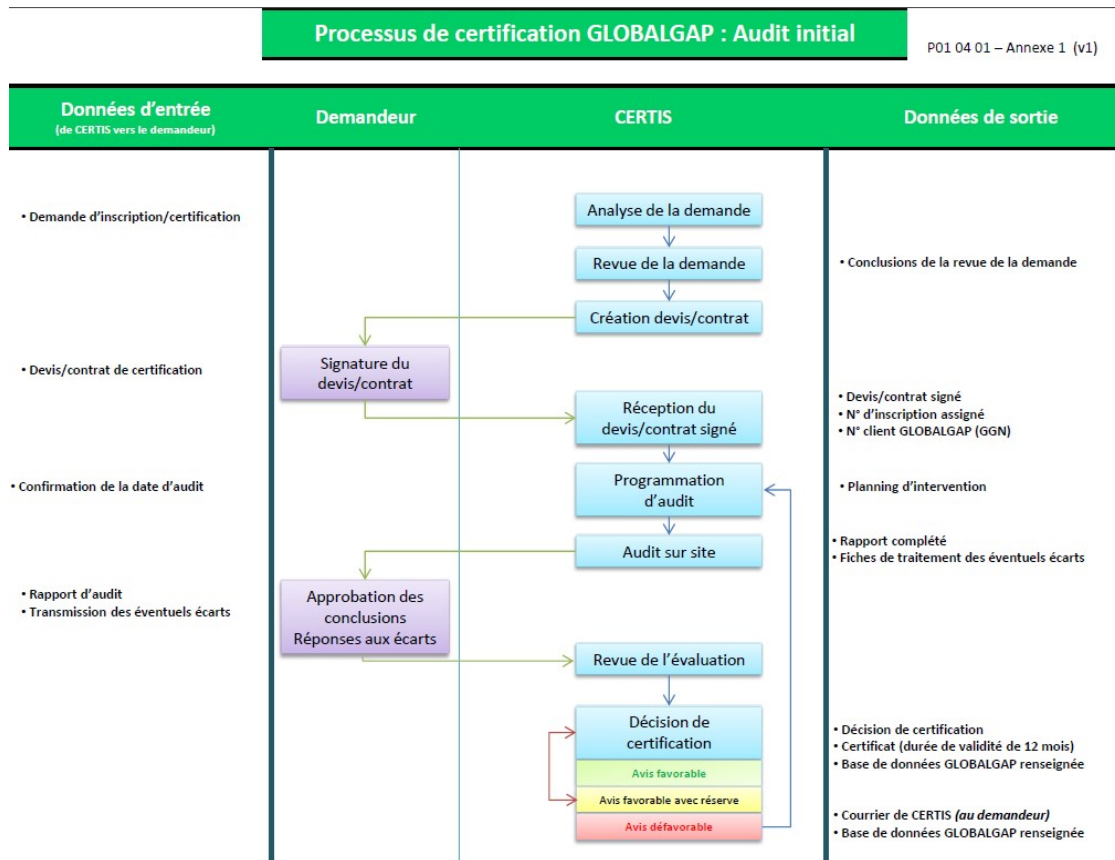 Processus de certification GLOBALGAP : Audit initial
P01 04 01 – Annexe 1 (v1)
Données d'entrée
(de CERTIS vers le demandeur)
Demandeur
CERTIS
Données de sortie
• Demande d'inscription/certification
Analyse de la demande
Revue de la demande
• Conclusions de la revue de la demande
Création devis/contrat
• Devis/contrat de certification
Signature du
devis/contrat
Réception du
devis/contrat signé
• Devis/contrat signé
• N° d'inscription assigné
• N° client GLOBALGAP (GGN)
• Confirmation de la date d'audit
Programmation
d'audit
• Planning d'intervention
Audit sur site
• Rapport complété
• Fiches de traitement des éventuels écarts
• Rapport d'audit
• Transmission des éventuels écarts
Approbation des
conclusions
Réponses aux écarts
Revue de l'évaluation
Décision de
certification
Avis favorable
Avis favorable avec réserve
Avis défavorable
• Décision de certification
• Certificat (durée de validité de 12 mois)
• Base de données GLOBALGAP renseignée
• Courrier de CERTIS (au demandeur)
• Base de données GLOBALGAP renseignée